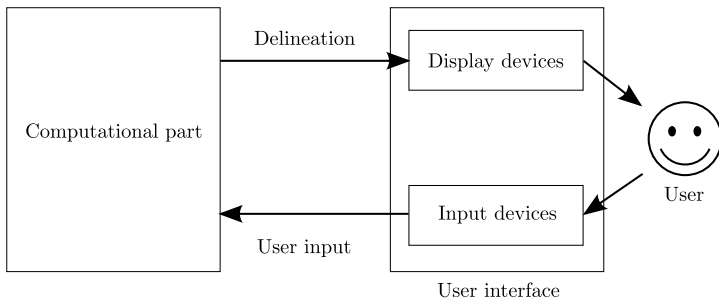 Delineation
Display devices
Computational part
User
Input devices
User input
User interface